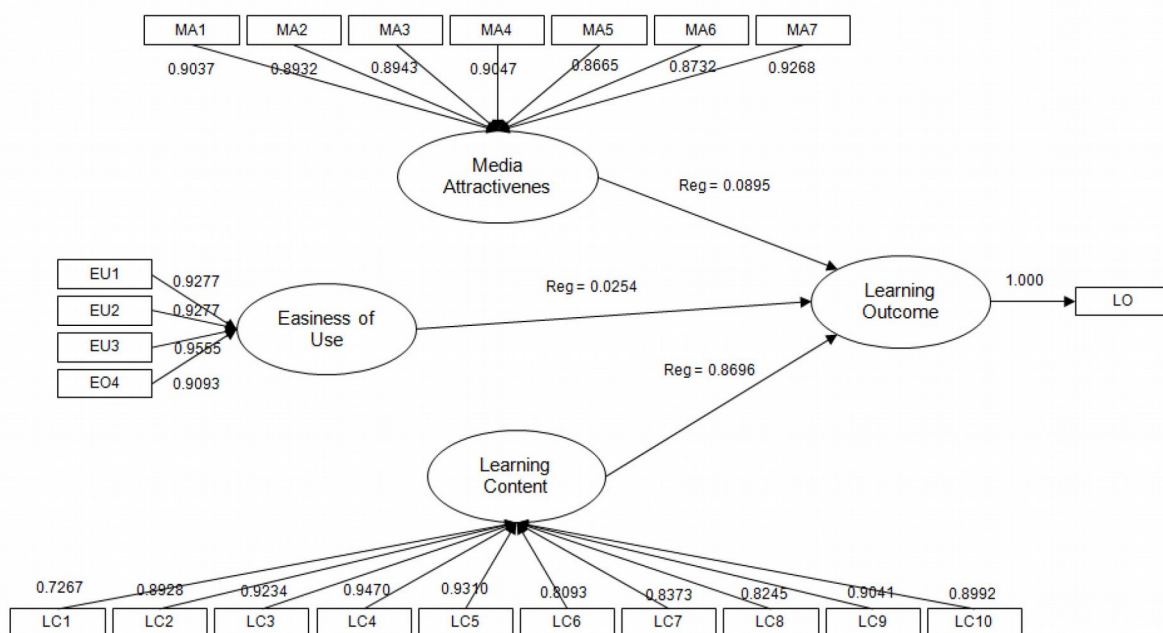 MA1 MA2 MA3 MA4 MA5 MA6 MA7
0.9037 0.8932 0.8943 0.9047 0.8665 0.8732 0.9268
Media
Attractivenes
Reg = 0.0895
EU1
0.9277
EU2
0.9277
EU3
0.9555
EO4
0.9093
Easiness of
Use
Reg = 0.0254
Learning
Outcome
1.000
LO
Reg = 0.8696
Learning
Content
0.7267 0.8928 0.9234 0.9470 0.9310 0.8093 0.8373 0.8245 0.9041 0.8992
LC1 LC2 LC3 LC4 LC5 LC6 LC7 LC8 LC9 LC10